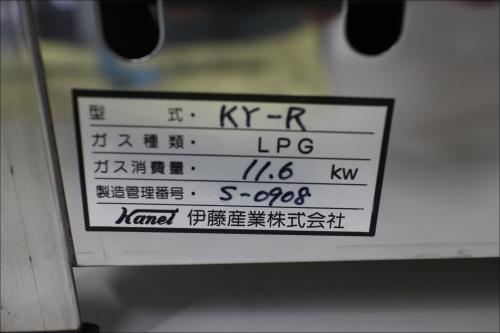 型式・ KY-R
ガス種類・ LPG
ガス消費量・ 11.6 kw
製造管理番号・ S-0908
Kanei 伊藤産業株式会社